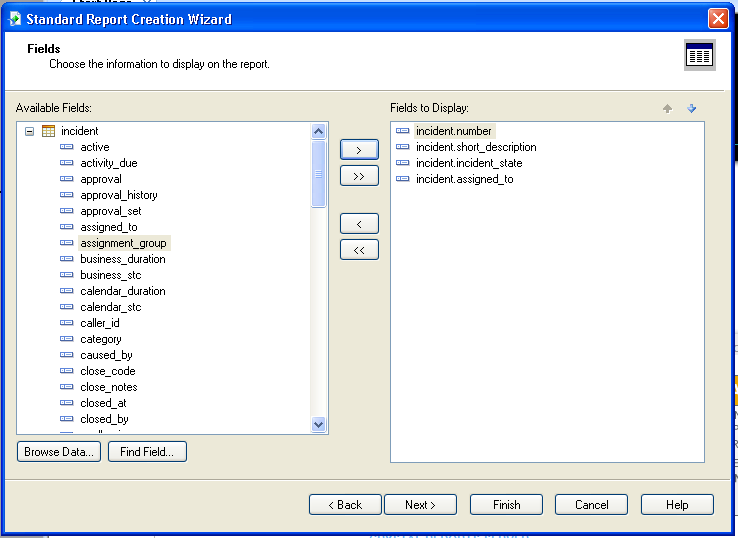 Standard Report Creation Wizard
Fields
Choose the information to display on the report.
Available Fields:
incident
active
activity_due
approval
approval_history
approval_set
assigned_to
assignment_group
business_duration
business_stc
calendar_duration
calendar_stc
caller_id
category
caused_by
close_code
close_notes
closed_at
closed_by
>
>>
<
<<
Fields to Display:
incident.number
incident.short_description
incident.incident_state
incident.assigned_to
Browse Data...
Find Field...
< Back
Next >
Finish
Cancel
Help